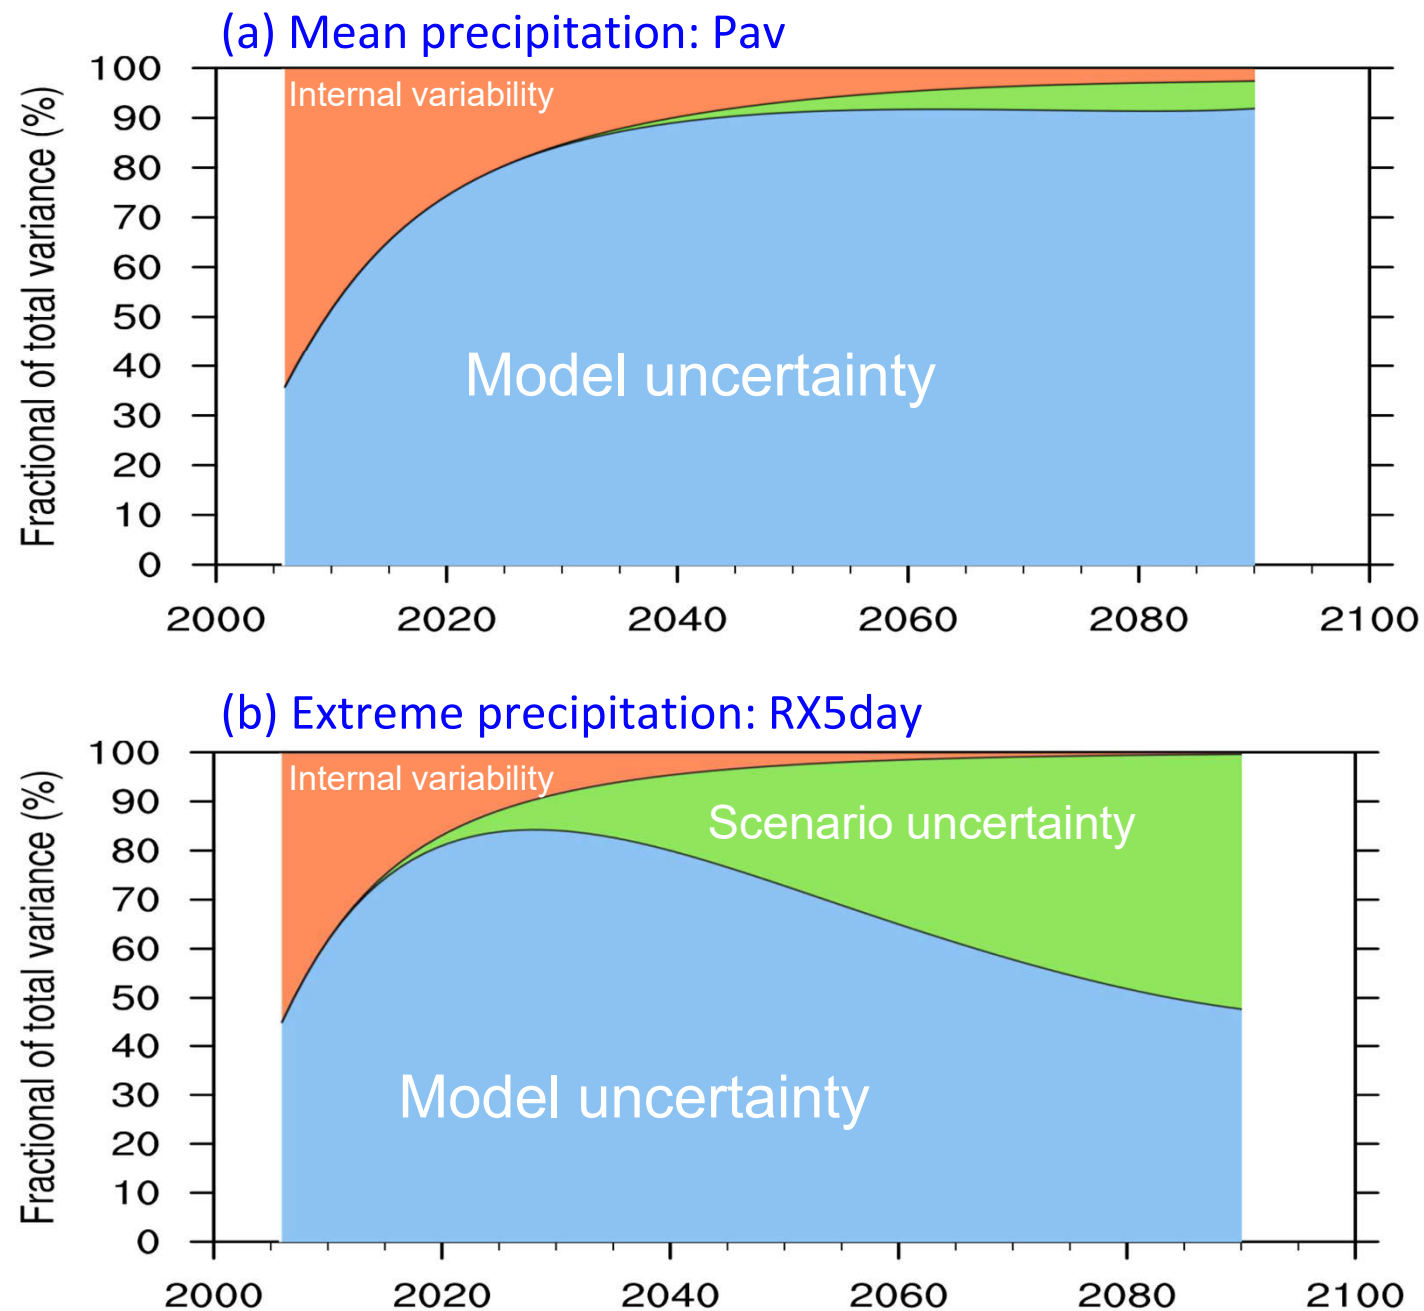 (a) Mean precipitation: Pav
Fractional of total variance (%)
100
90
80
70
60
50
40
30
20
10
0
Internal variability
Model uncertainty
2000 2020 2040 2060 2080 2100
(b) Extreme precipitation: RX5day
Fractional of total variance (%)
100
90
80
70
60
50
40
30
20
10
0
Internal variability
Scenario uncertainty
Model uncertainty
2000 2020 2040 2060 2080 2100